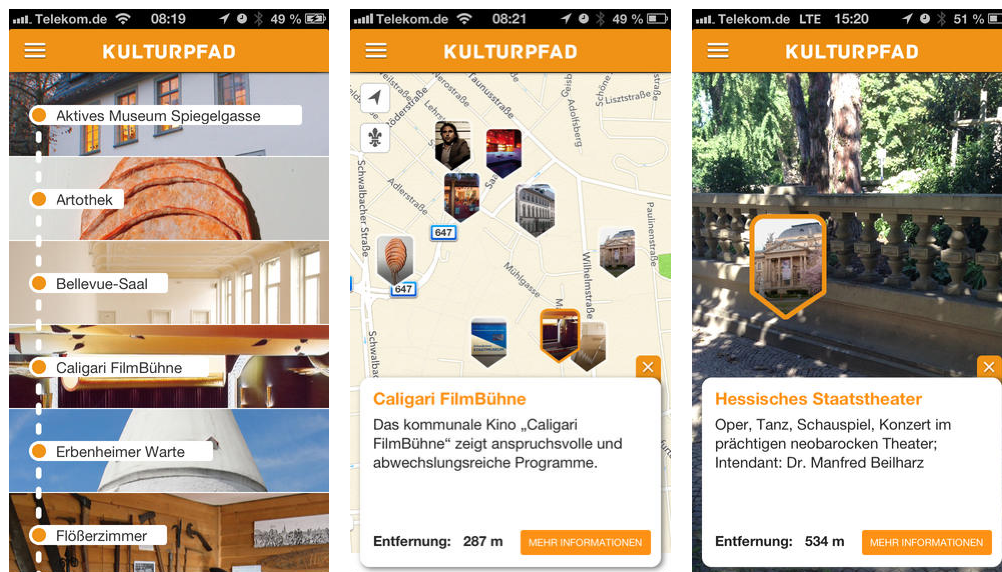 Telekom.de 08:19 49 %
KULTURPFAD
Aktives Museum Spiegelgasse
Artothek
Bellevue-Saal
Caligari FilmBühne
Erbenheimer Warte
Flößerzimmer
Telekom.de 08:21 49 %
KULTURPFAD
Taunusstraße
Lisztstraße
Adolfsberg
Adlerstraße
Schwalbacher Straße
647
647
Mühlgasse
Wilhelmstraße
Paulinenstraße
Caligari FilmBühne
Das kommunale Kino „Caligari
FilmBühne“ zeigt anspruchsvolle und
abwechslungsreiche Programme.
Entfernung: 287 m
MEHR INFORMATIONEN
Telekom.de LTE 15:20 51 %
KULTURPFAD
Hessisches Staatstheater
Oper, Tanz, Schauspiel, Konzert im
prächtigen neobarocken Theater;
Intendant: Dr. Manfred Beilharz
Entfernung: 534 m
MEHR INFORMATIONEN